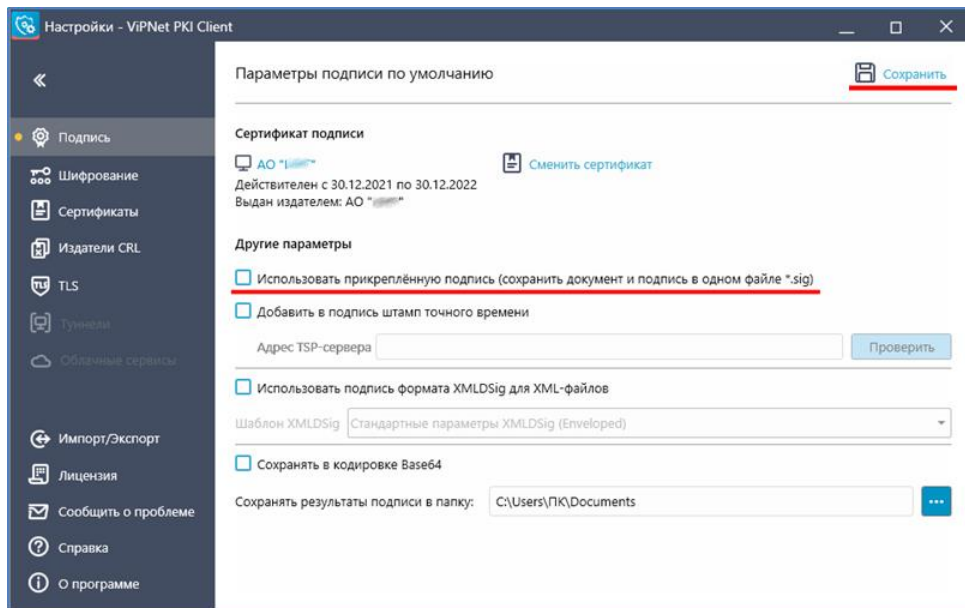 Настройки - ViPNet PKI Client
Параметры подписи по умолчанию
Сохранить
Подпись
Шифрование
Сертификаты
Издатели CRL
TLS
Туннели
Облачные сервисы
Импорт/Экспорт
Лицензия
Сообщить о проблеме
Справка
О программе
Сертификат подписи
АО "
Сменить сертификат
Действителен с 30.12.2021 по 30.12.2022
Выдан издателем: АО "
Другие параметры
Использовать прикреплённую подпись (сохранить документ и подпись в одном файле *.sig)
Добавить в подпись штамп точного времени
Адрес TSP-сервера
Проверить
Использовать подпись формата XMLDSig для XML-файлов
Шаблон XMLDSig Стандартные параметры XMLDSig (Enveloped)
Сохранять в кодировке Base64
Сохранять результаты подписи в папку: C:\Users\ПК\Documents